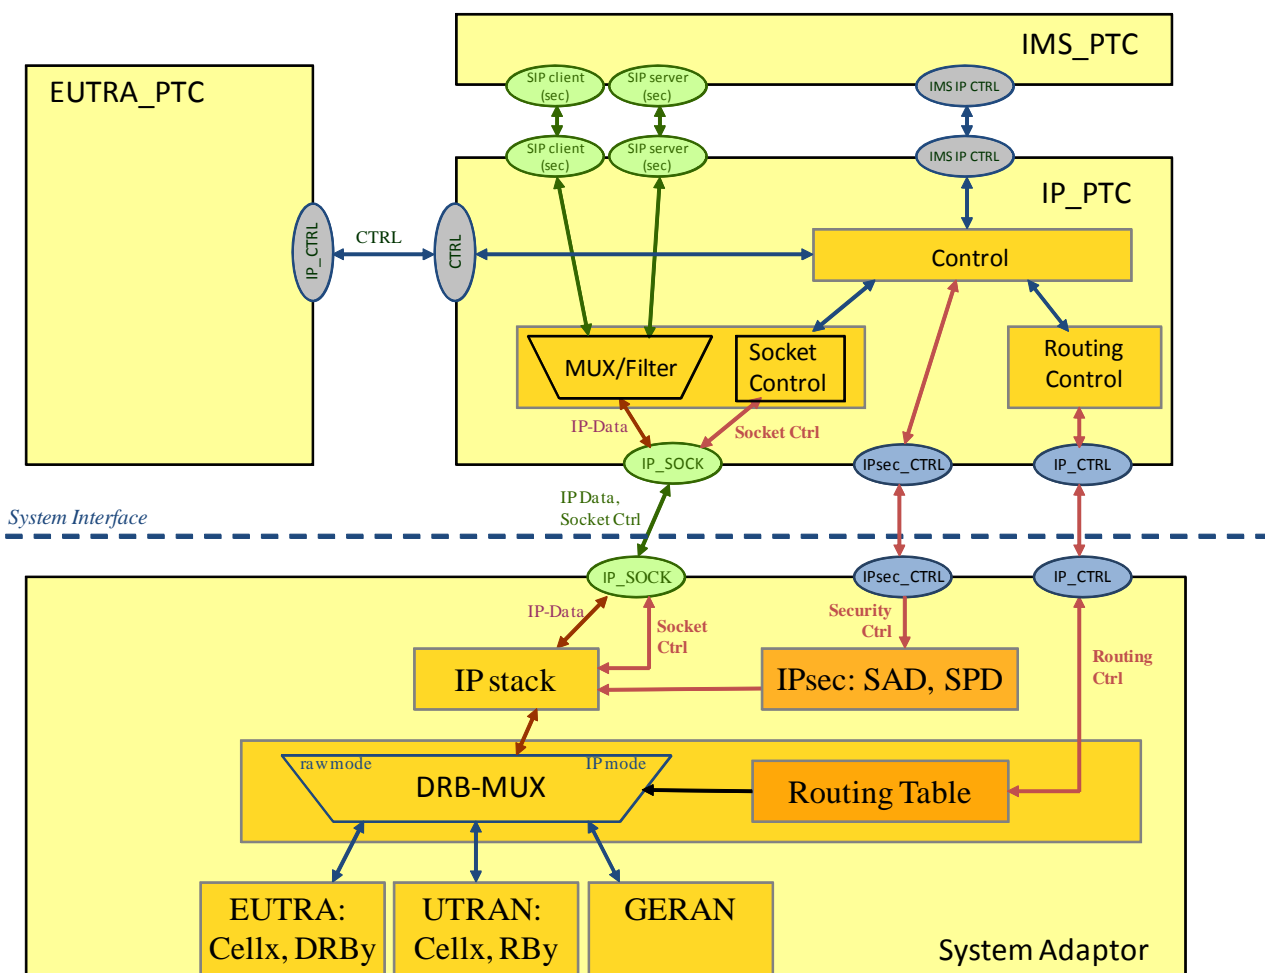 IMS_PTC
EUTRA_PTC
SIP client
(sec)
SIP server
(sec)
IMS IP CTRL
SIP client
(sec)
SIP server
(sec)
IMS IP CTRL
IP_PTC
IP_CTRL
CTRL
CTRL
Control
MUX/Filter
Socket
Control
Routing
Control
IP-Data
Socket Ctrl
IP_SOCK
IPsec_CTRL
IP_CTRL
IP Data,
Socket Ctrl
System Interface
IP_SOCK
IPsec_CTRL
IP_CTRL
IP-Data
Socket
Ctrl
Security
Ctrl
Routing
Ctrl
IP stack
IPsec: SAD, SPD
raw mode
IP mode
DRB-MUX
Routing Table
EUTRA:
Cellx, DRBy
UTRAN:
Cellx, RBy
GERAN
System Adaptor